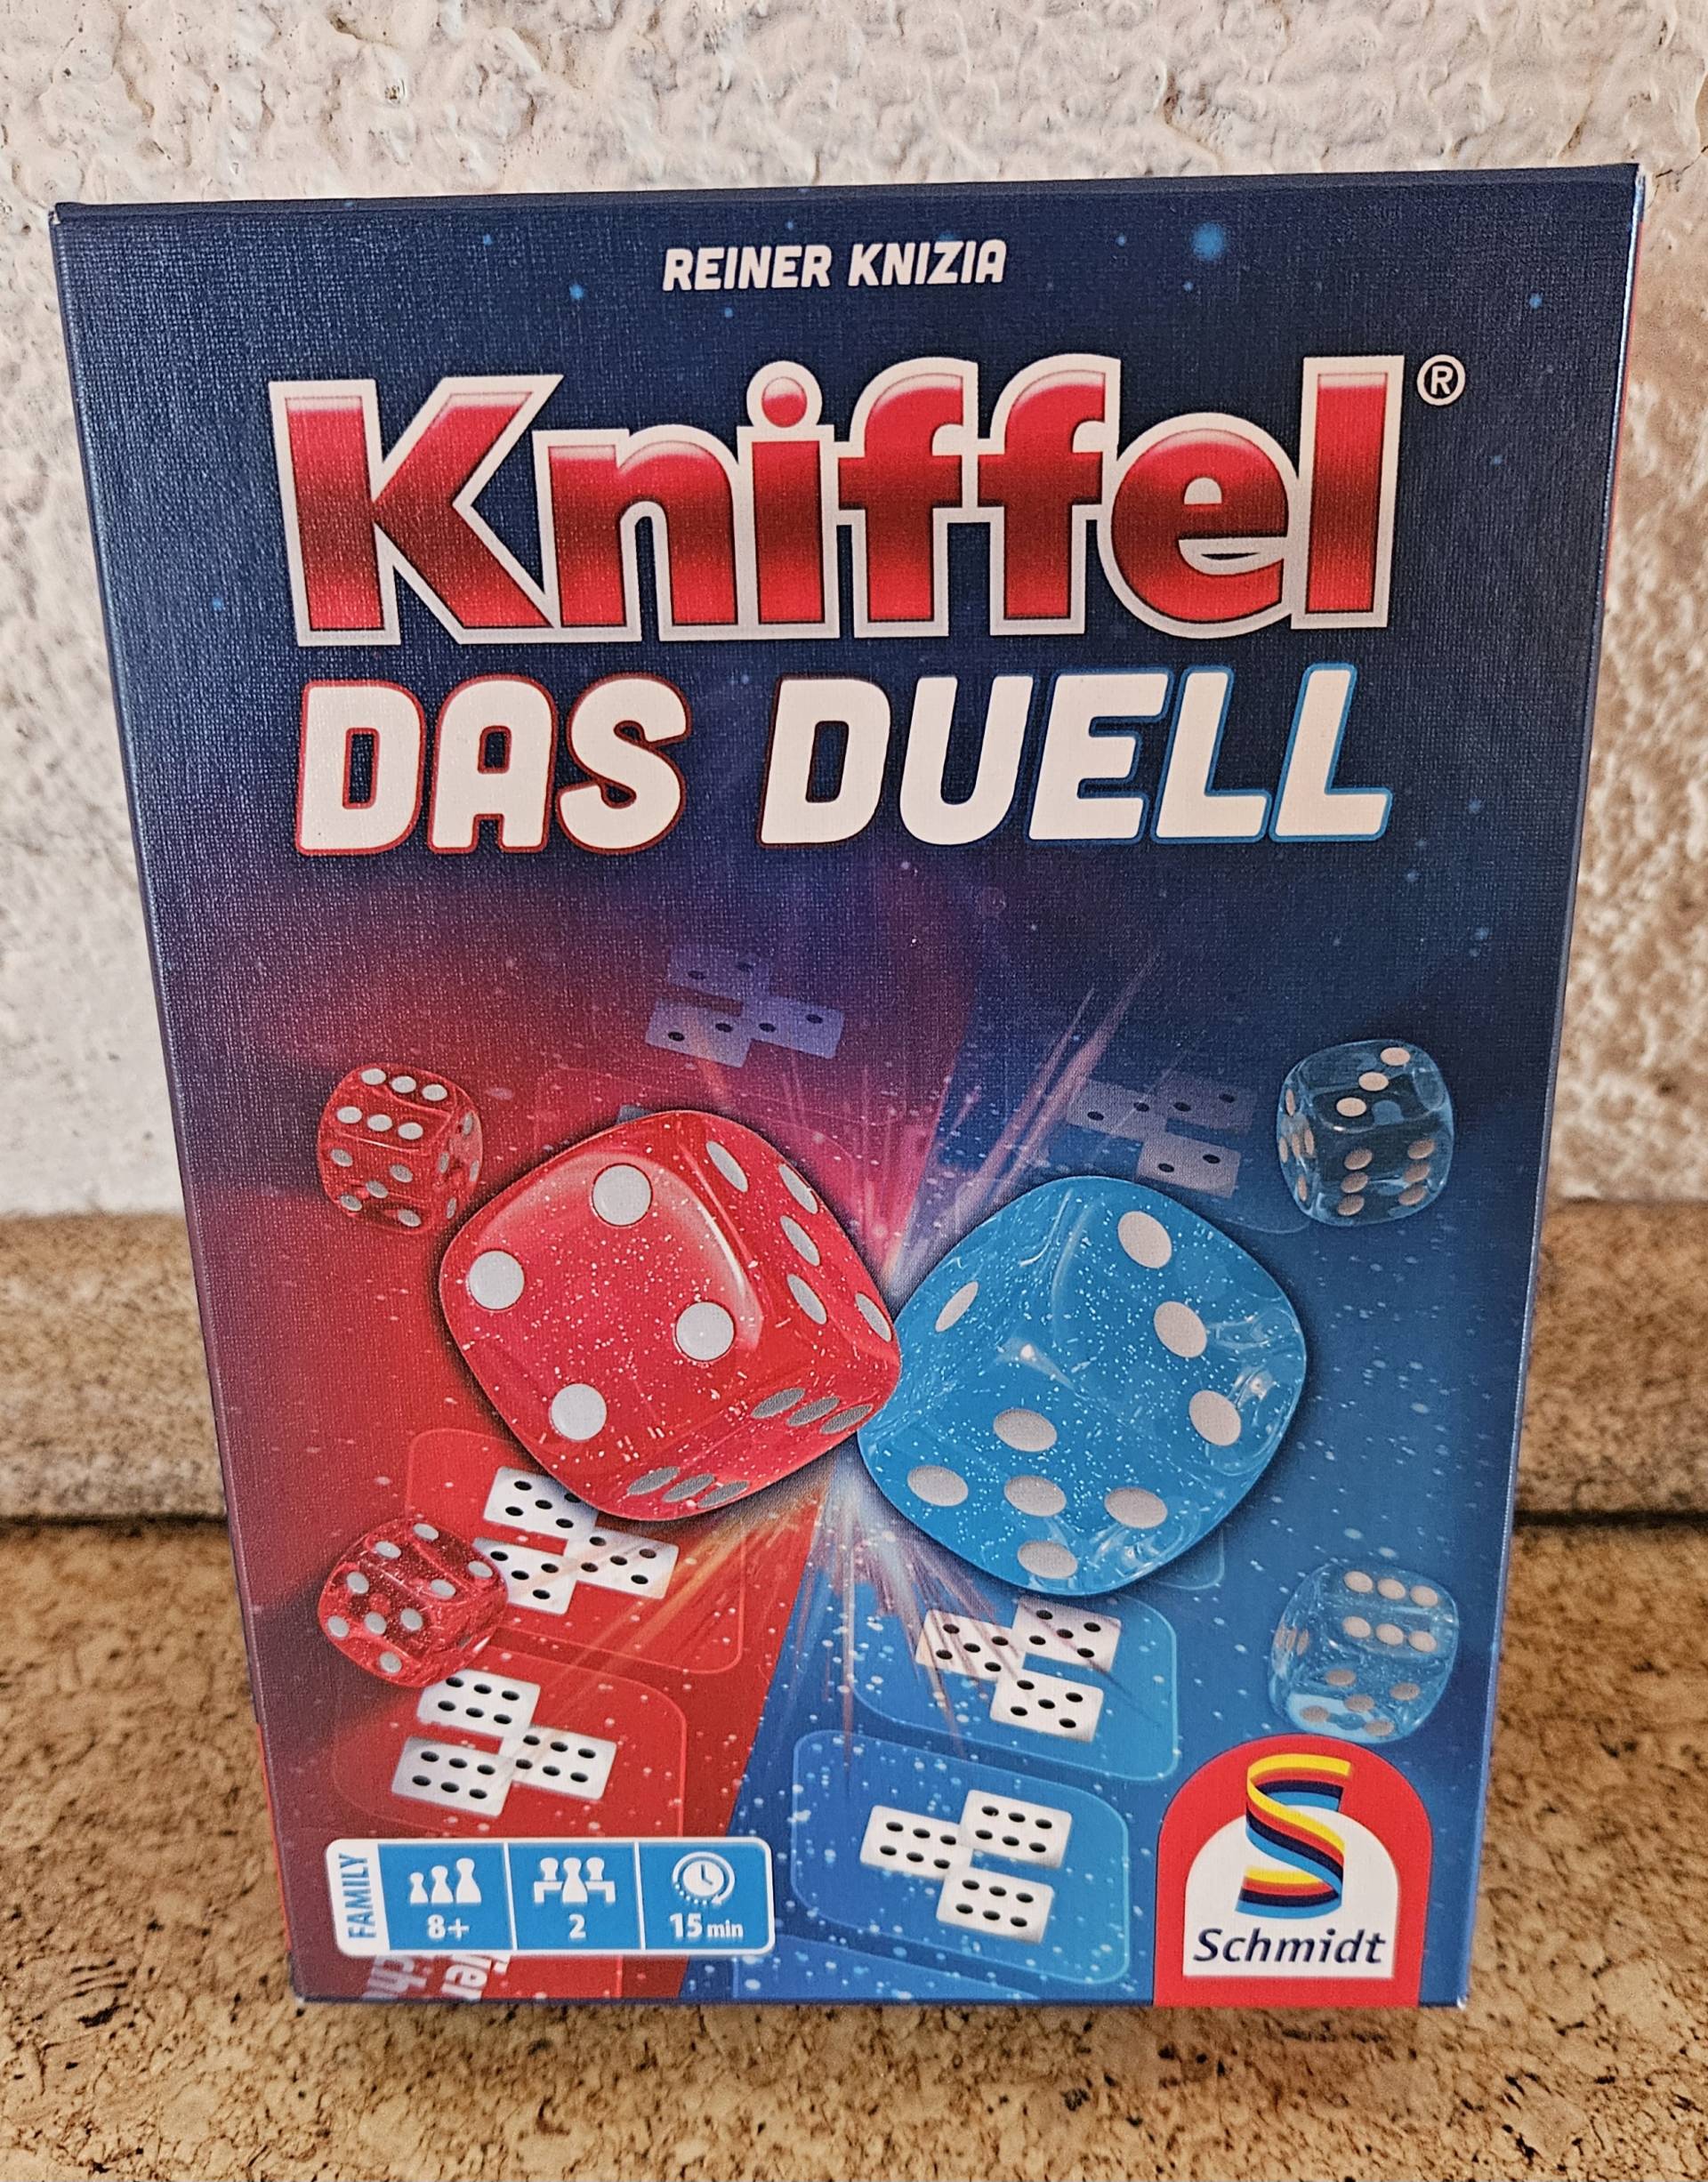 REINER KNIZIA
Kniffel®
DAS DUELL
FAMILY
8+
2
15 min
Schmidt